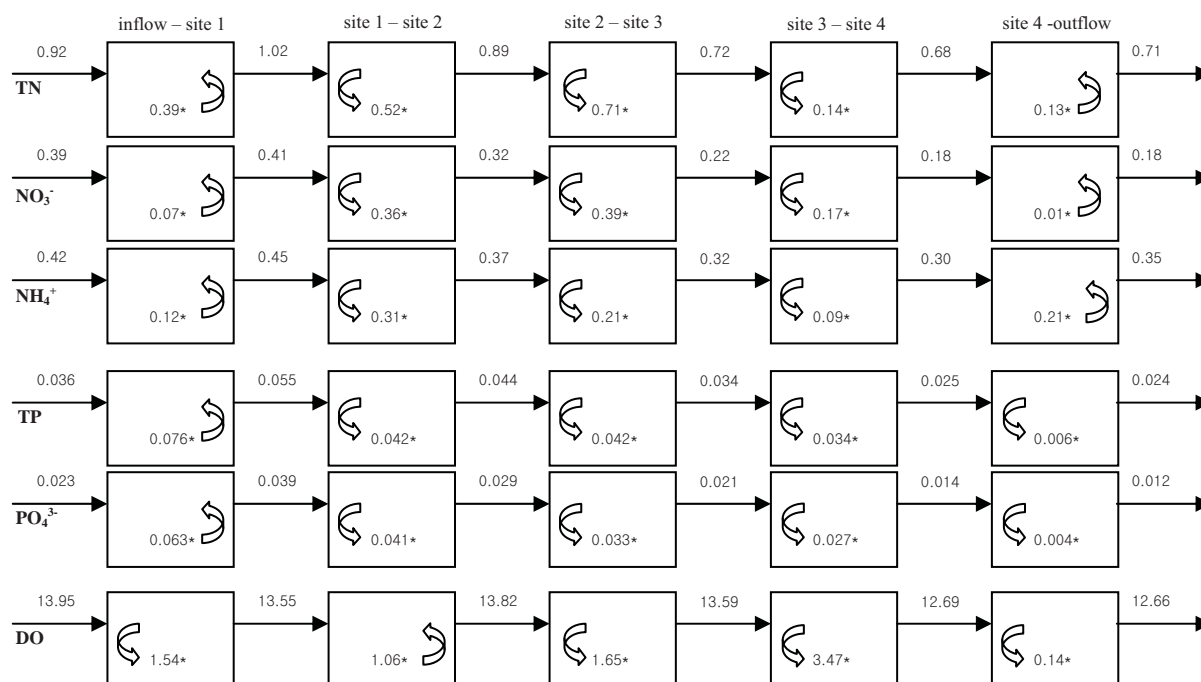 inflow – site 1 site 1 – site 2 site 2 – site 3 site 3 – site 4 site 4 -outflow
0.92 1.02 0.89 0.72 0.68 0.71
TN
0.39* 0.52* 0.71* 0.14* 0.13*
0.39 0.41 0.32 0.22 0.18 0.18
NO₃⁻
0.07* 0.36* 0.39* 0.17* 0.01*
0.42 0.45 0.37 0.32 0.30 0.35
NH₄⁺
0.12* 0.31* 0.21* 0.09* 0.21*
0.036 0.055 0.044 0.034 0.025 0.024
TP
0.076* 0.042* 0.042* 0.034* 0.006*
0.023 0.039 0.029 0.021 0.014 0.012
PO₄³⁻
0.063* 0.041* 0.033* 0.027* 0.004*
13.95 13.55 13.82 13.59 12.69 12.66
DO
1.54* 1.06* 1.65* 3.47* 0.14*